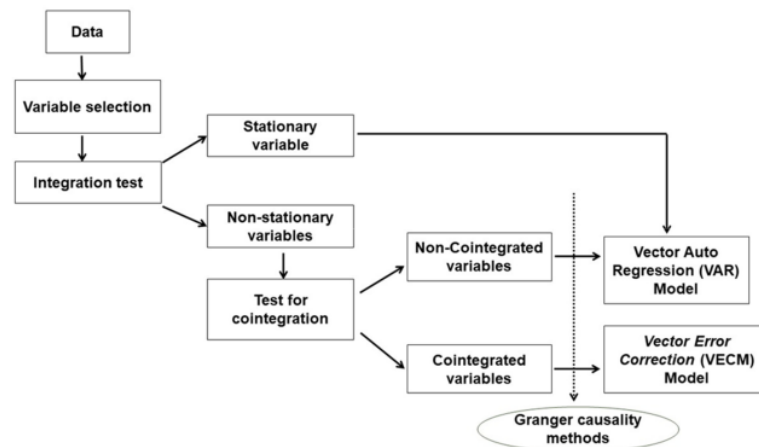 Data
Variable selection
Integration test
Stationary
variable
Non-stationary
variables
Test for
cointegration
Non-Cointegrated
variables
Cointegrated
variables
Vector Auto
Regression (VAR)
Model
Vector Error
Correction (VECM)
Model
Granger causality
methods